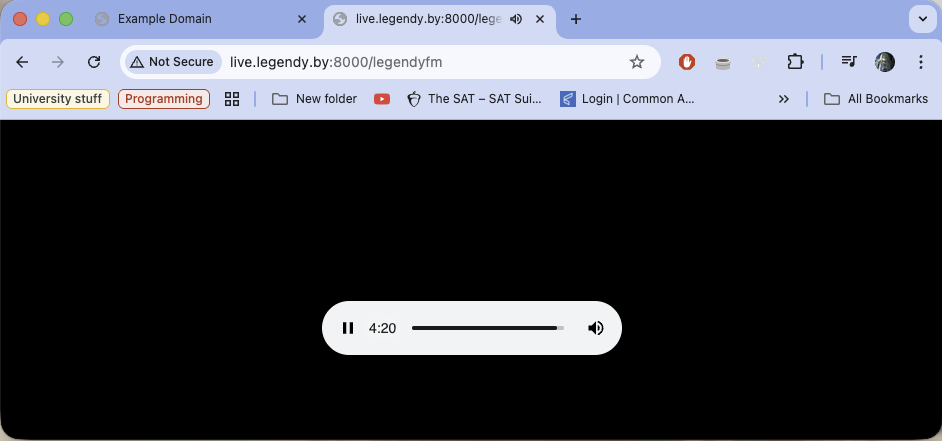 Example Domain
live.legendy.by:8000/lege
Not Secure
live.legendy.by:8000/legendyfm
University stuff
Programming
New folder
The SAT – SAT Sui...
Login | Common A...
All Bookmarks
4:20